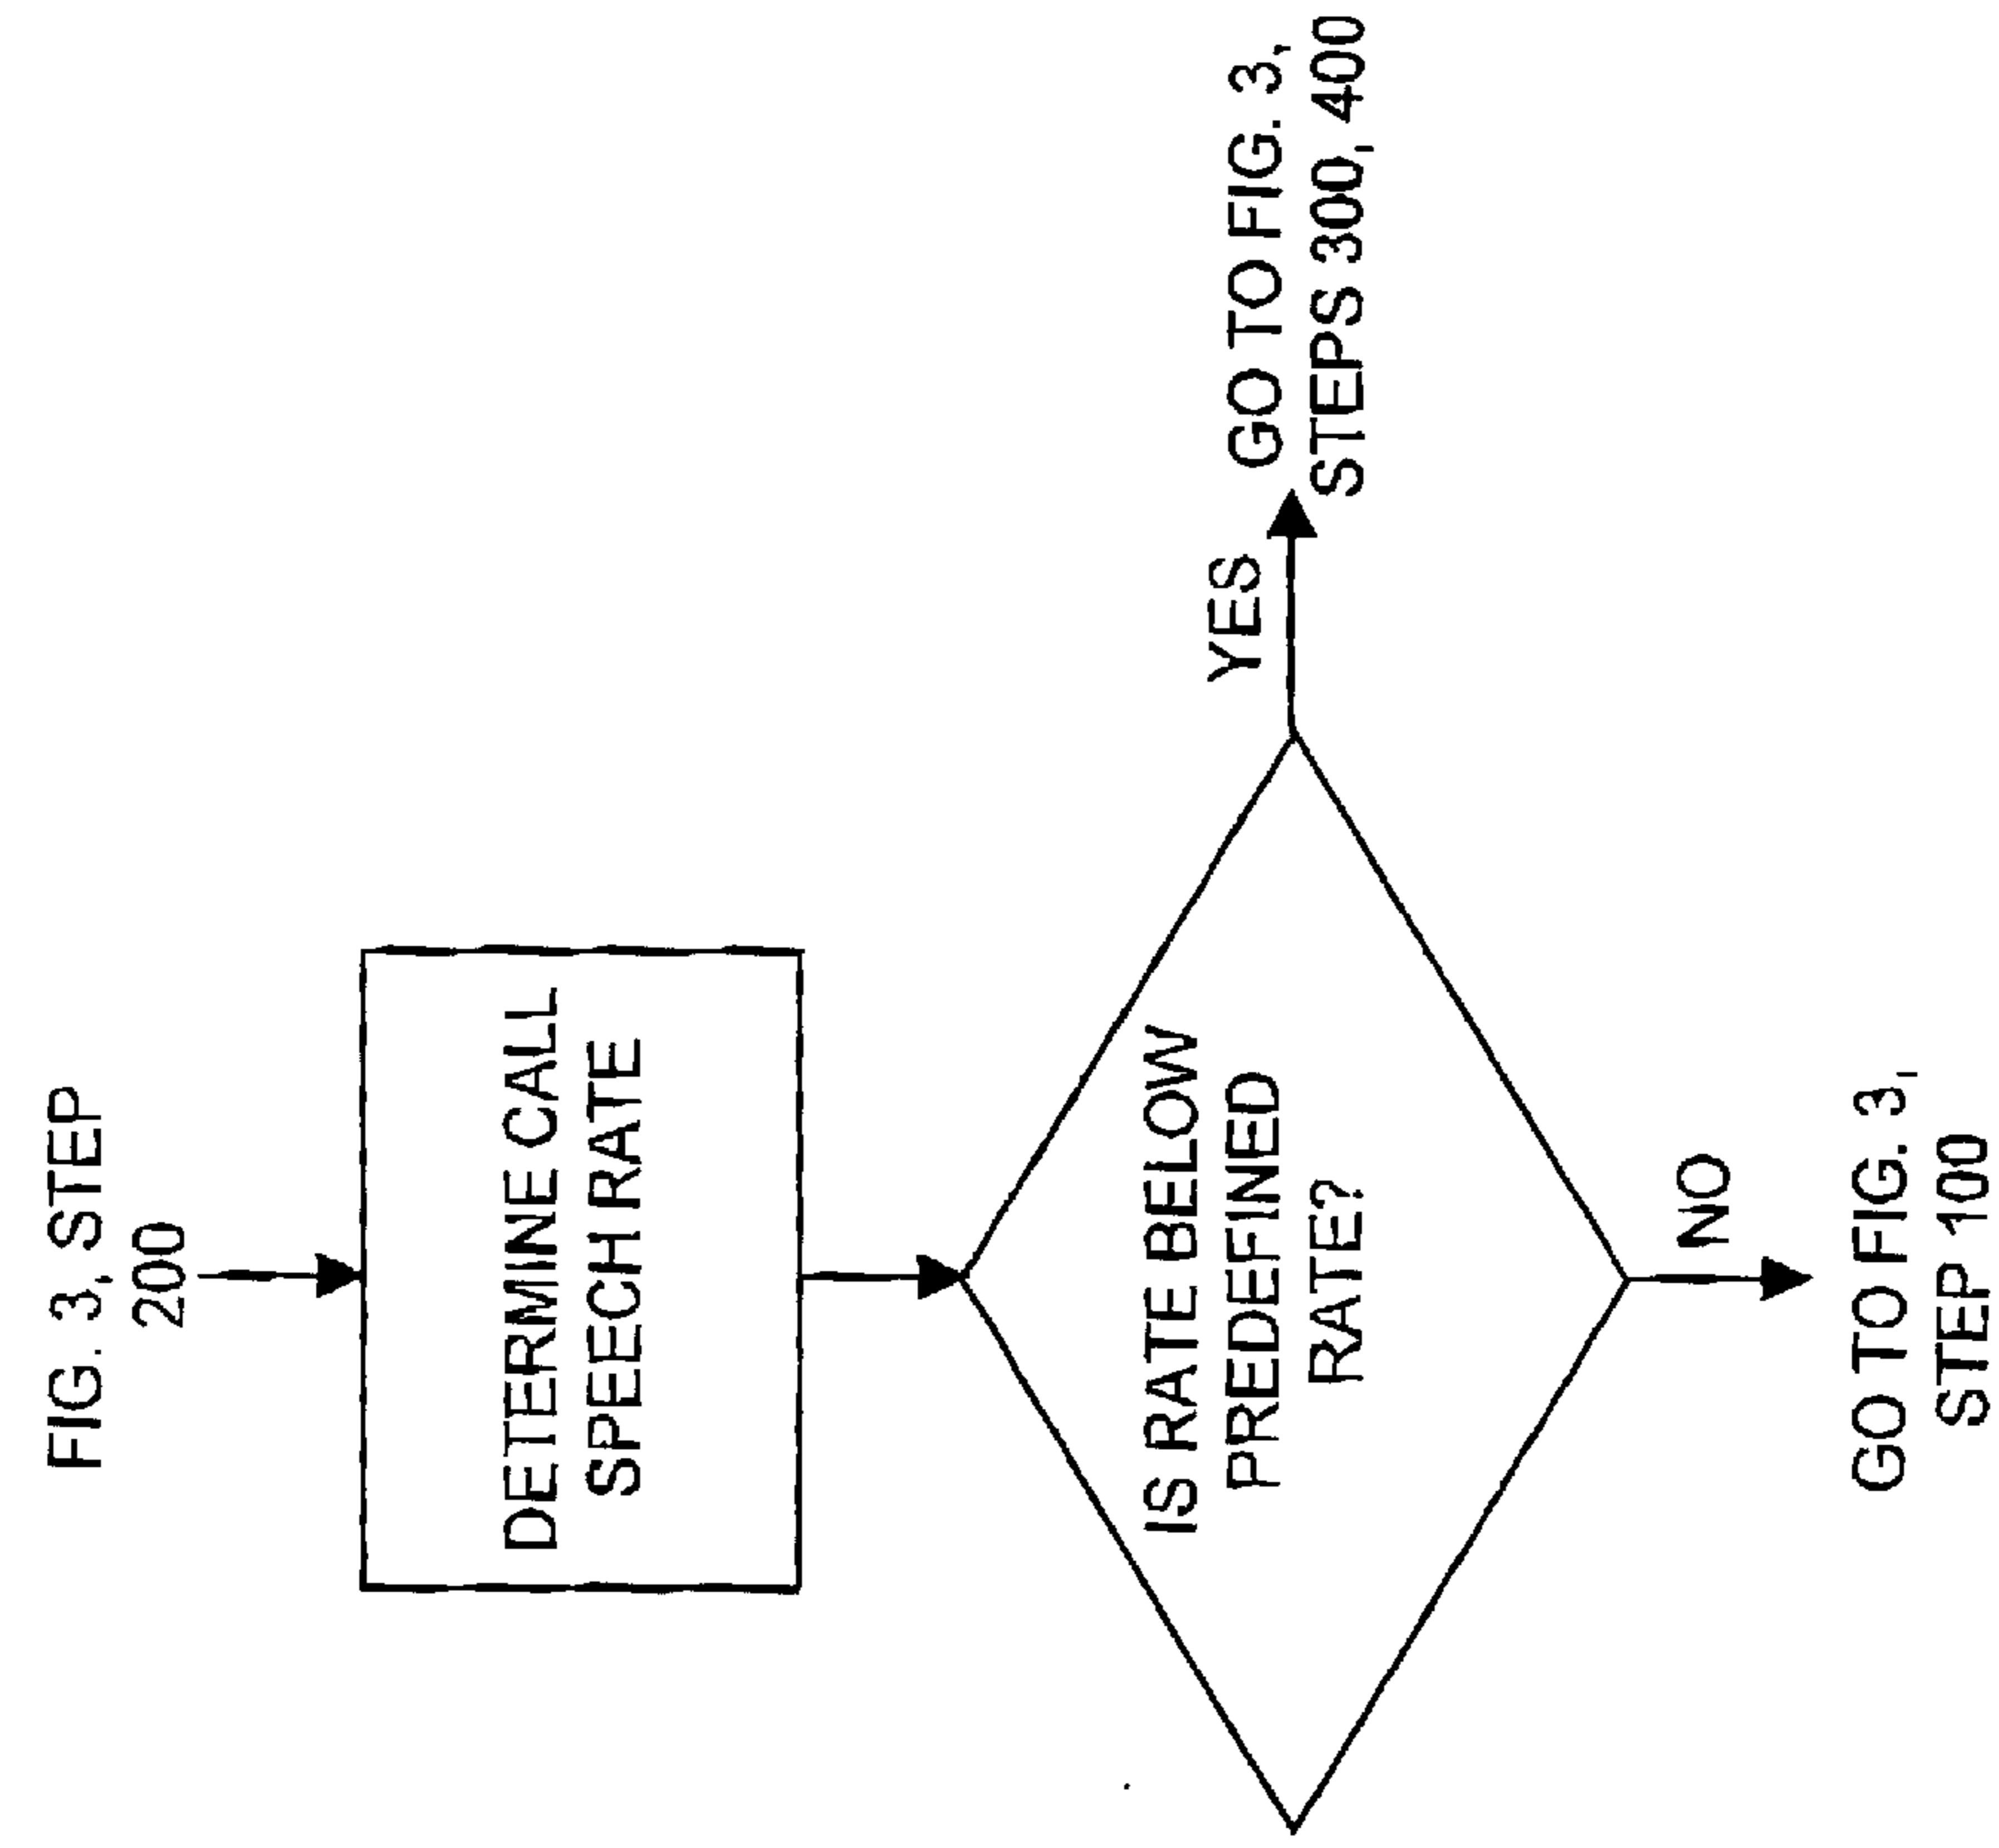 FIG. 3, STEP
200
DETERMINE CALL
SPEECH RATE
IS RATE BELOW
PREDEFINED
RATE?
YES
GO TO FIG. 3,
STEPS 300, 400
NO
GO TO FIG. 3,
STEP 100